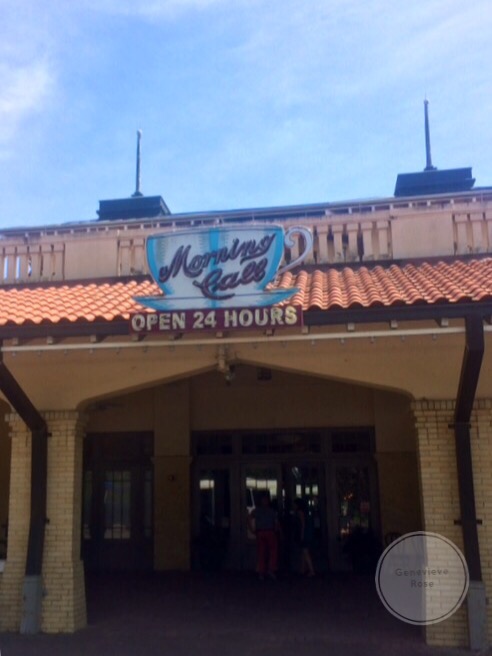 Morning
Call
OPEN 24 HOURS
Genevieve
Rose